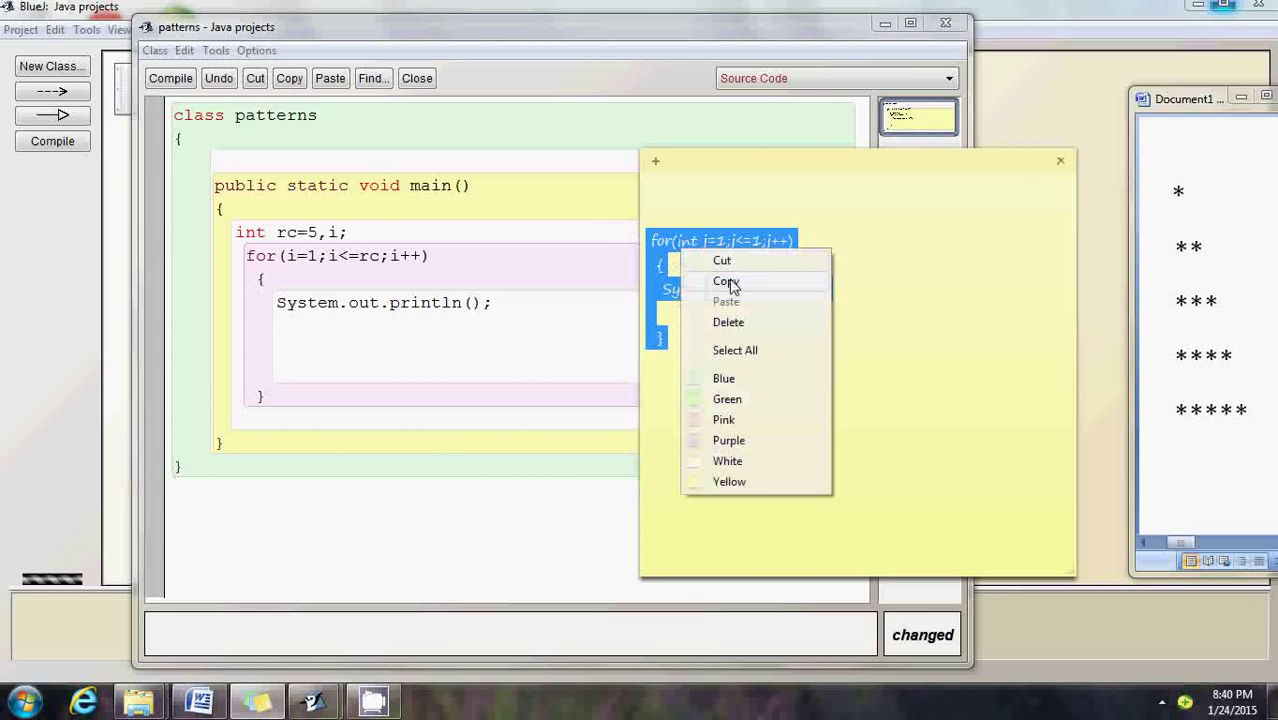 BlueJ: Java projects
Project Edit Tools View
New Class...
Compile
patterns - Java projects
Class Edit Tools Options
Compile Undo Cut Copy Paste Find... Close
Source Code
class patterns
{
public static void main()
{
int rc=5,i;
for(i=1;i<=rc;i++)
{
System.out.println();
}
}
}
changed
+
for(int j=1;j<=1;j++)
{
Sy
}
Cut
Copy
Paste
Delete
Select All
Blue
Green
Pink
Purple
White
Yellow
Document1 ...
*
**
***
****
*****
8:40 PM
1/24/2015